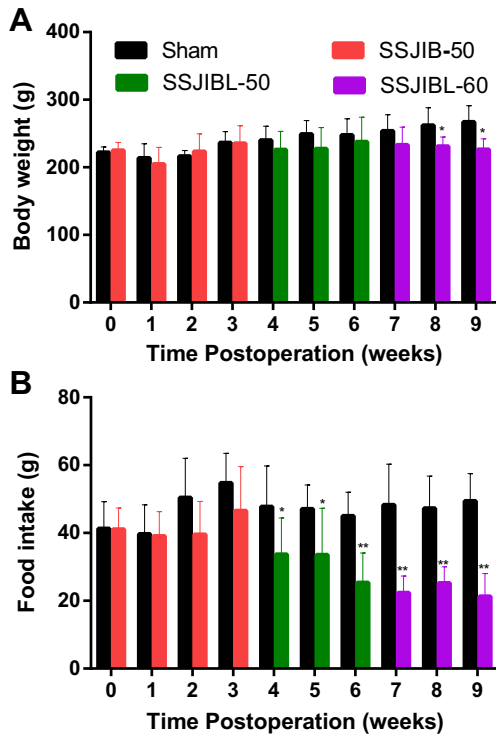 A
Body weight (g)
400
300
200
100
0
Sham
SSJIB-50
SSJIBL-50
SSJIBL-60
* *
0 1 2 3 4 5 6 7 8 9
Time Postoperation (weeks)
B
Food intake (g)
80
60
40
20
0
* * ** ** ** **
0 1 2 3 4 5 6 7 8 9
Time Postoperation (weeks)